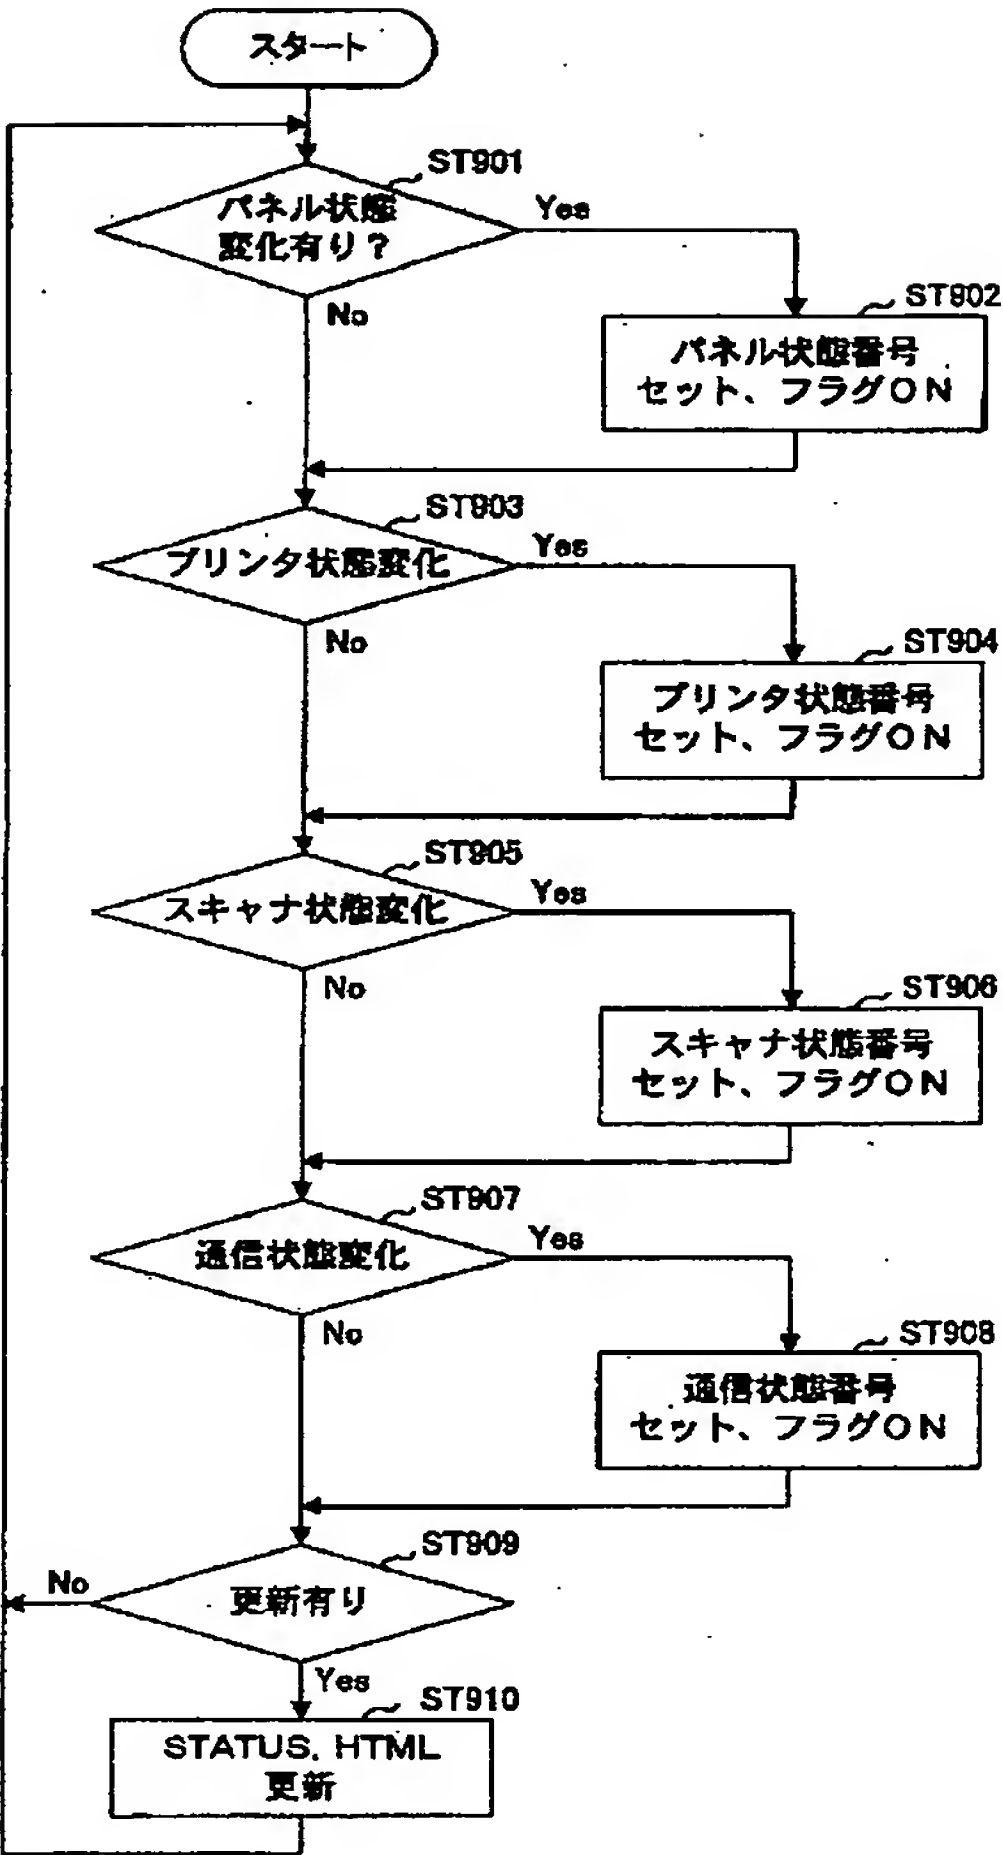 スタート
ST901
パネル状態
変化有り?
Yes
No
ST902
パネル状態番号
セット、フラグON
ST903
プリンタ状態変化
Yes
No
ST904
プリンタ状態番号
セット、フラグON
ST905
スキャナ状態変化
Yes
No
ST906
スキャナ状態番号
セット、フラグON
ST907
通信状態変化
Yes
No
ST908
通信状態番号
セット、フラグON
ST909
更新有り
No
Yes
ST910
STATUS. HTML
更新